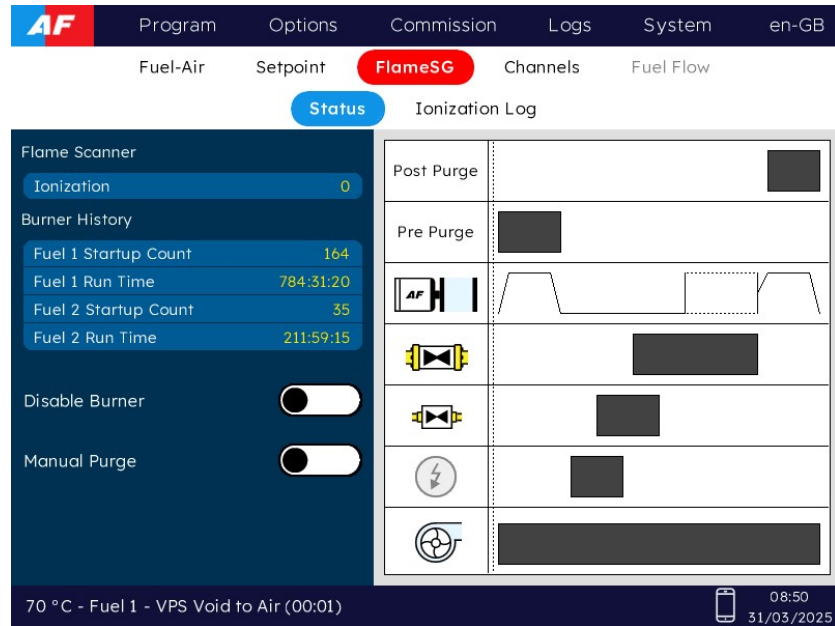 AF Program Options Commission Logs System en-GB
Fuel-Air Setpoint FlameSG Channels Fuel Flow
Status Ionization Log
Flame Scanner
Ionization 0
Burner History
Fuel 1 Startup Count 164
Fuel 1 Run Time 784:31:20
Fuel 2 Startup Count 35
Fuel 2 Run Time 211:59:15
Disable Burner
Manual Purge
Post Purge
Pre Purge
AF
70 °C - Fuel 1 - VPS Void to Air (00:01)
08:50
31/03/2025